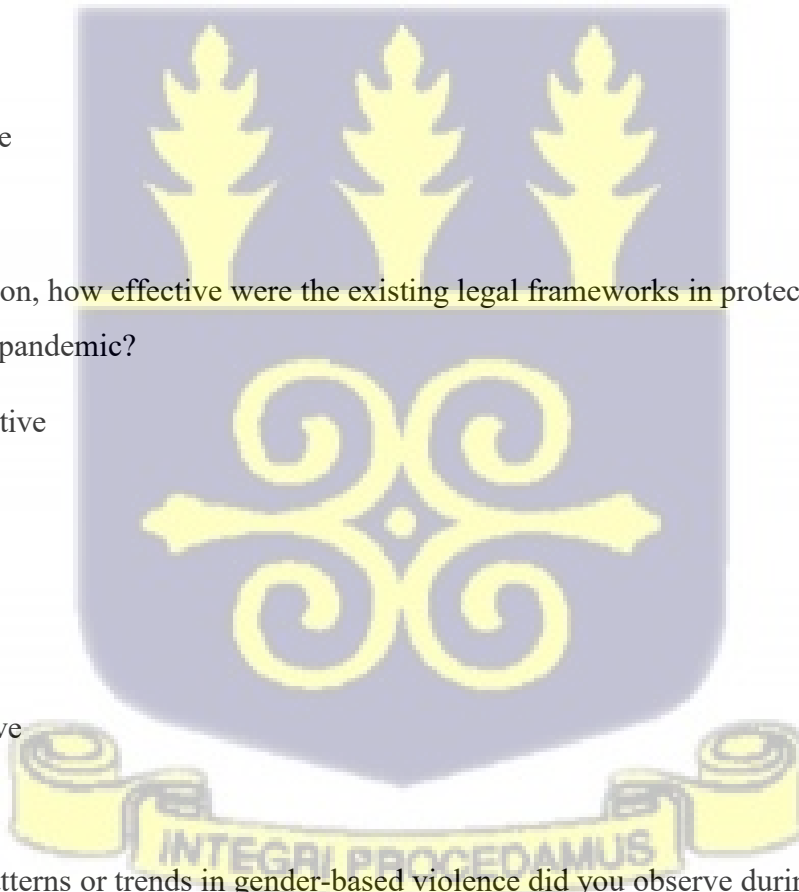 e
on, how effective were the existing legal frameworks in protec
pandemic?
tive
ve
INTEGRI PROCEDAMUS
tterns or trends in gender-based violence did you observe durin